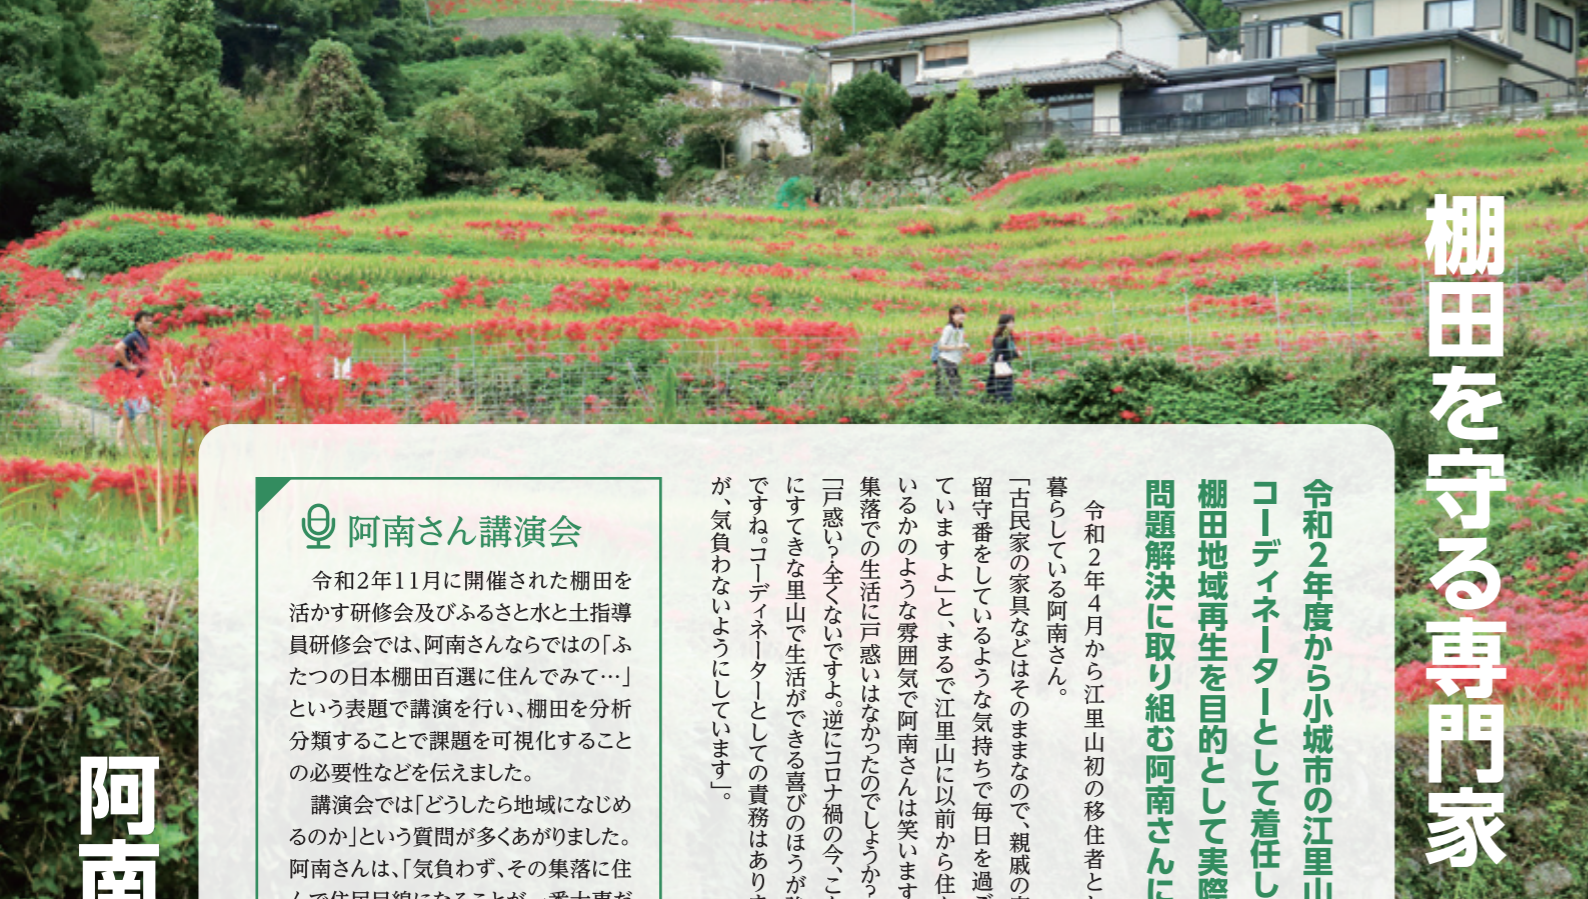 棚田を守る専門家
阿南
令和2年度から小城市の江里山
コーディネーターとして着任し
棚田地域再生を目的として実際
問題解決に取り組む阿南さんに
令和2年4月から江里山初の移住者とし
暮らしている阿南さん。
「古民家の家具などはそのままなので、親戚の
留守番をしているような気持ちで毎日を過ご
ていますよ」と、まるで江里山に以前から住
いるかのような雰囲気で阿南さんは笑います
集落での生活に戸惑いはなかったのでしょうか?
「戸惑い?全くないですよ。逆にコロナ禍の今、こ
にすてきな里山で生活ができる喜びのほうが強
ですね。コーディネーターとしての責務はありま
が、気負わないようにしています」。
阿南さん講演会
令和2年11月に開催された棚田を
活かす研修会及びふるさと水と土指導
員研修会では、阿南さんならではの「ふ
たつの日本棚田百選に住んでみて…」
という表題で講演を行い、棚田を分析
分類することで課題を可視化すること
の必要性などを伝えました。
講演会では「どうしたら地域になじめ
るのか」という質問が多くあがりました。
阿南さんは、「気負わず、その集落に住
んで住民目線になることが一番大事だ